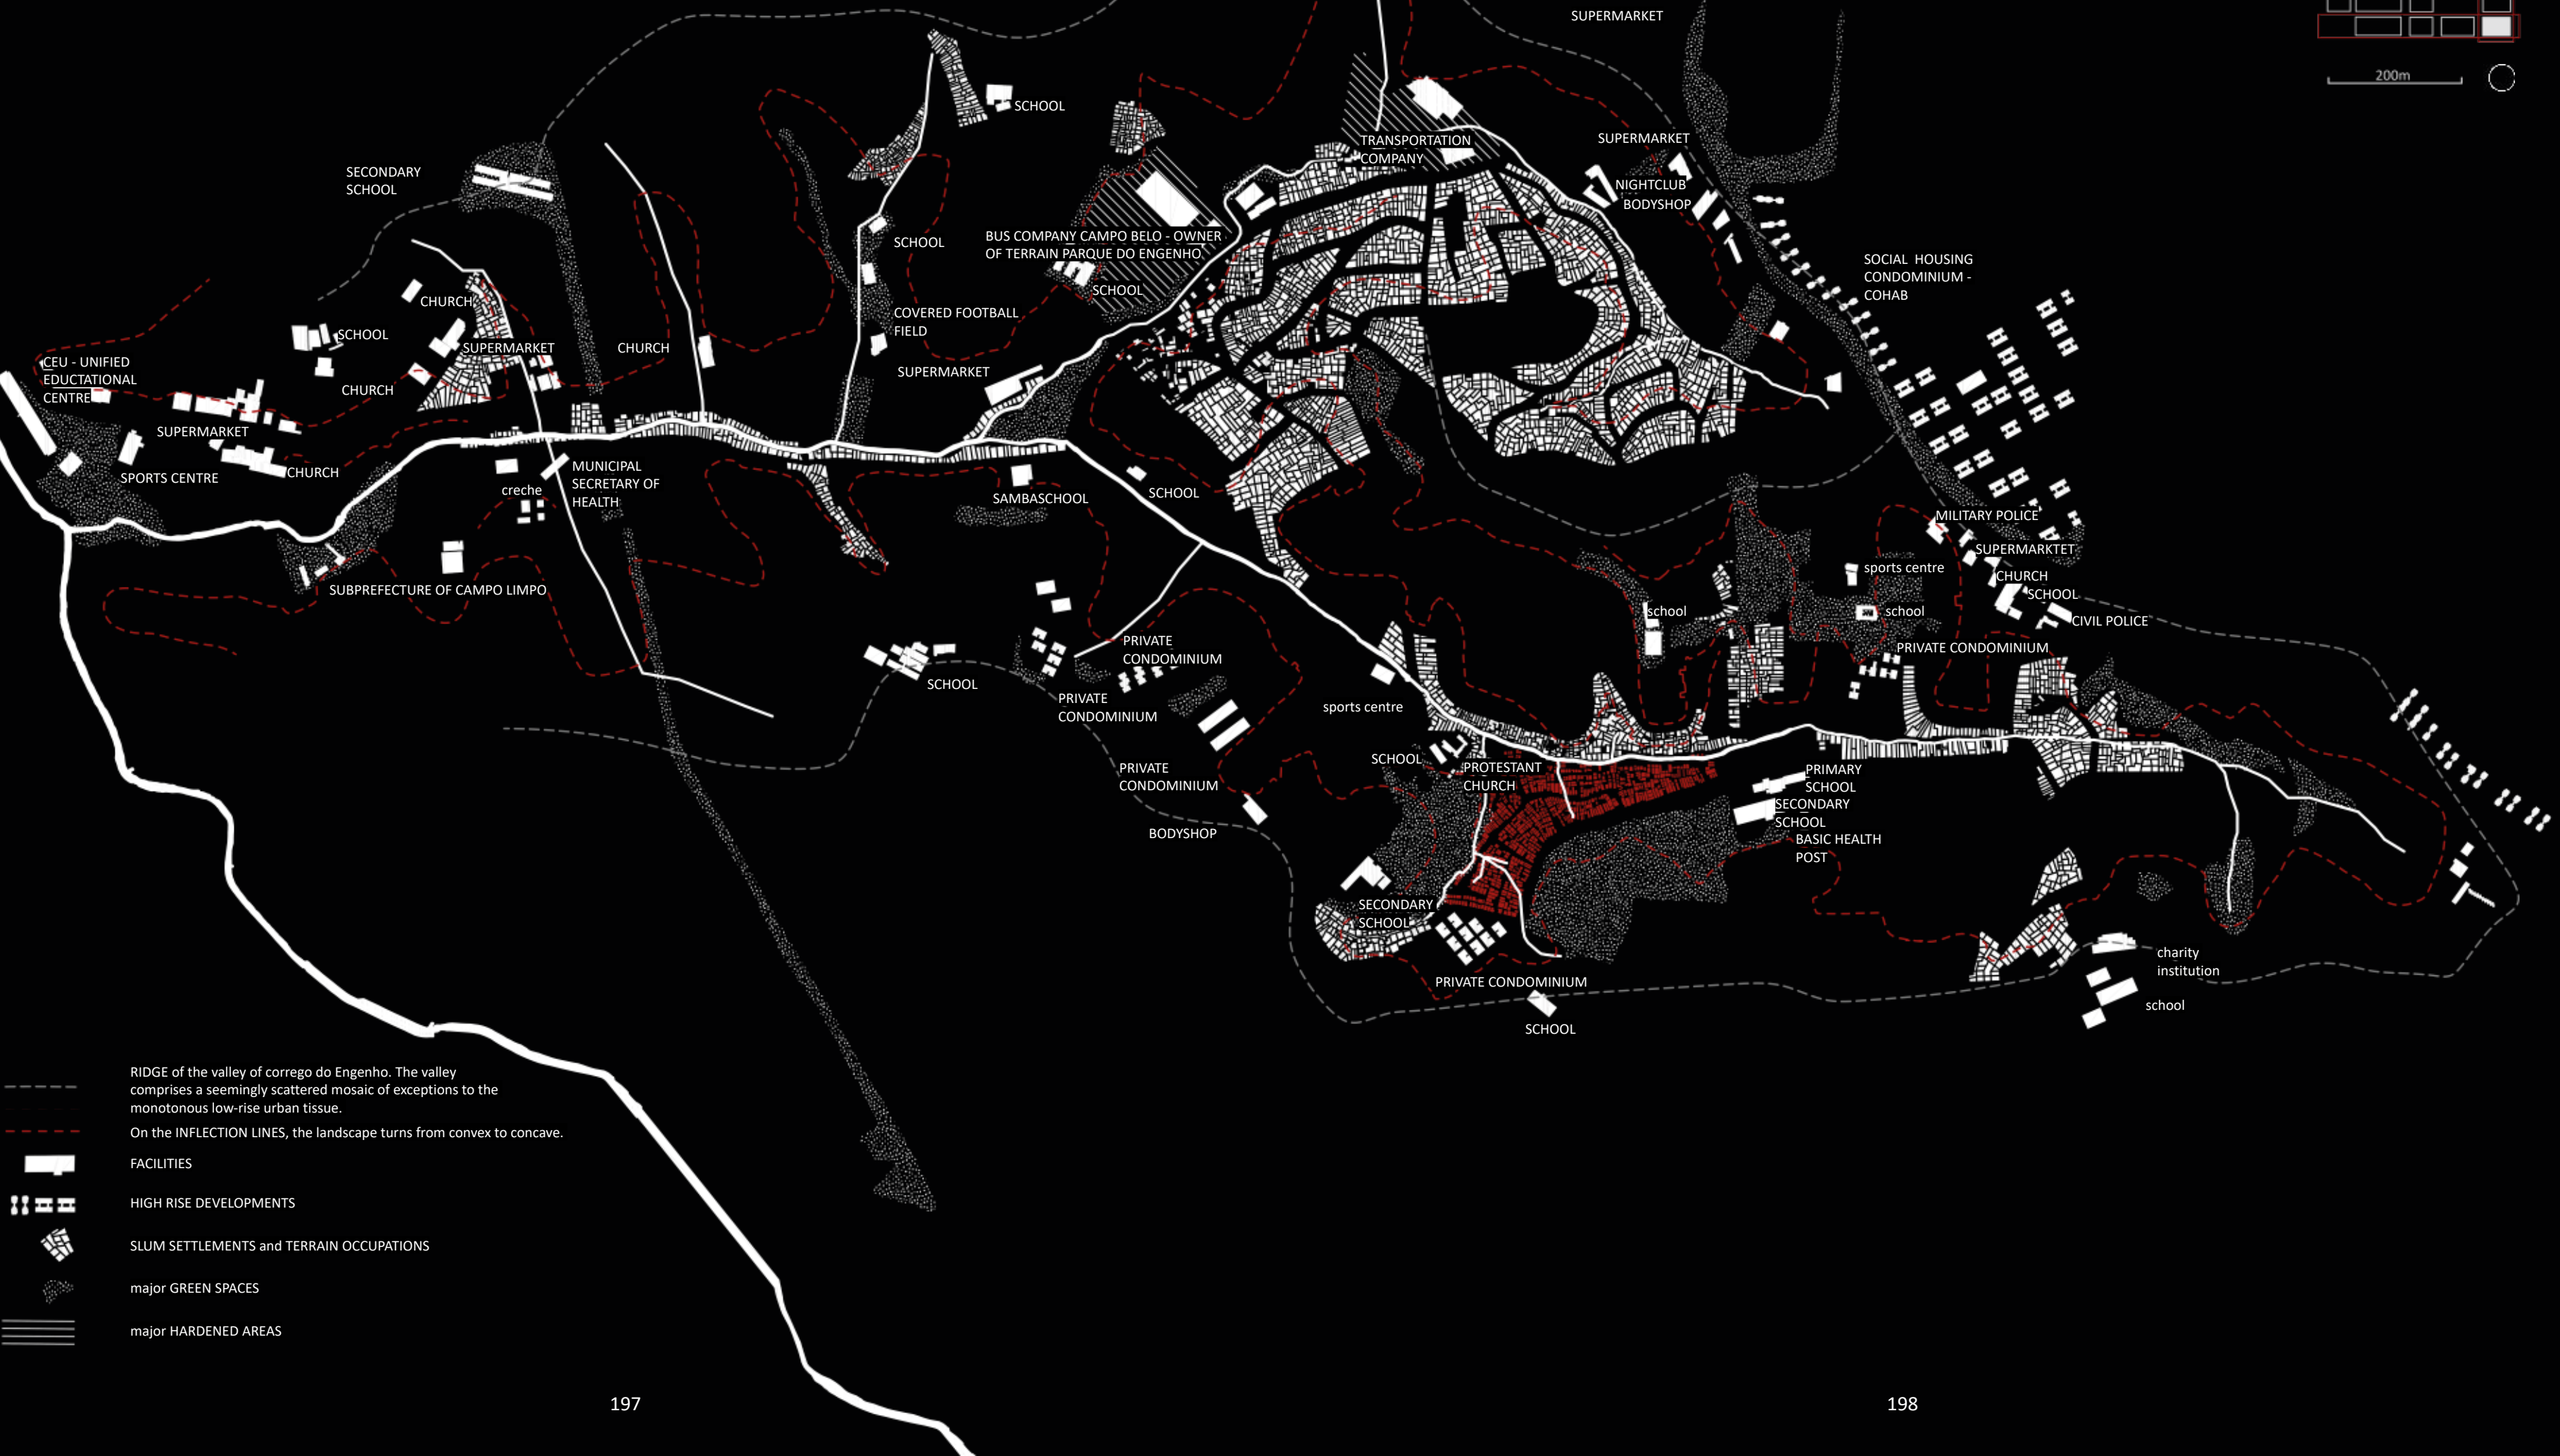 SUPERMARKET
200m
SCHOOL
SUPERMARKET
TRANSPORTATION
COMPANY
SECONDARY
SCHOOL
NIGHTCLUB
BODYSHOP
SCHOOL
BUS COMPANY CAMPO BELO - OWNER
OF TERRAIN PARQUE DO ENGENHO
SCHOOL
SOCIAL HOUSING
CONDOMINIUM -
COHAB
CHURCH
COVERED FOOTBALL
FIELD
SCHOOL
SUPERMARKET
CHURCH
CEU - UNIFIED
EDUCTATIONAL
CENTRE
SUPERMARKET
CHURCH
SUPERMARKET
SPORTS CENTRE
CHURCH
MUNICIPAL
SECRETARY OF
HEALTH
creche
SAMBASCHOOL
SCHOOL
MILITARY POLICE
SUPERMARKTET
CHURCH
SCHOOL
CIVIL POLICE
sports centre
school
school
SUBPREFECTURE OF CAMPO LIMPO
PRIVATE
CONDOMINIUM
PRIVATE CONDOMINIUM
SCHOOL
PRIVATE
CONDOMINIUM
sports centre
SCHOOL
PROTESTANT
CHURCH
PRIVATE
CONDOMINIUM
PRIMARY
SCHOOL
SECONDARY
SCHOOL
BASIC HEALTH
POST
BODYSHOP
SECONDARY
SCHOOL
PRIVATE CONDOMINIUM
SCHOOL
charity
institution
school
RIDGE of the valley of corrego do Engenho. The valley
comprises a seemingly scattered mosaic of exceptions to the
monotonous low-rise urban tissue.
On the INFLECTION LINES, the landscape turns from convex to concave.
FACILITIES
HIGH RISE DEVELOPMENTS
SLUM SETTLEMENTS and TERRAIN OCCUPATIONS
major GREEN SPACES
major HARDENED AREAS
197
198